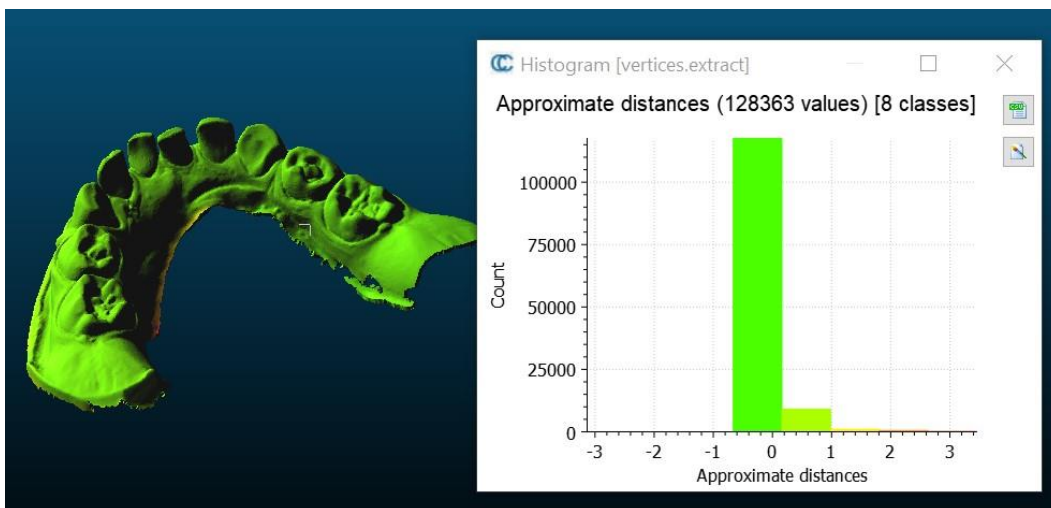 Histogram [vertices.extract]
Approximate distances (128363 values) [8 classes]
CSV
100000
75000
50000
25000
0
Count
-3 -2 -1 0 1 2 3
Approximate distances